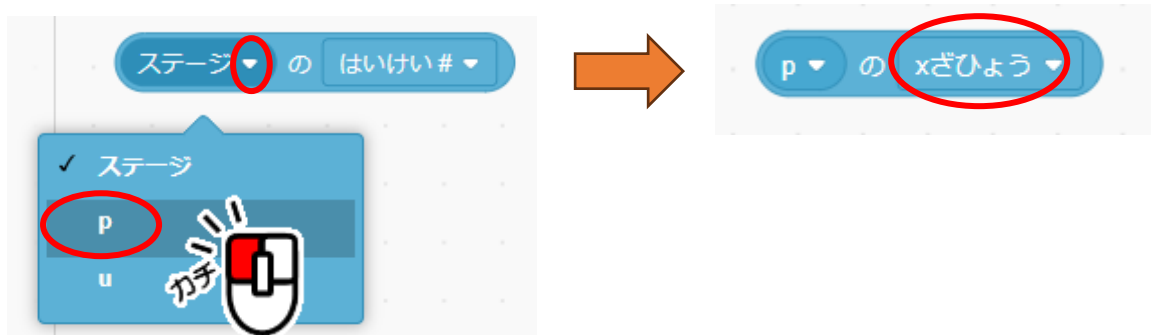 ステージ の はいけい #
✓ ステージ
p
u
カチ
p の xざひょう